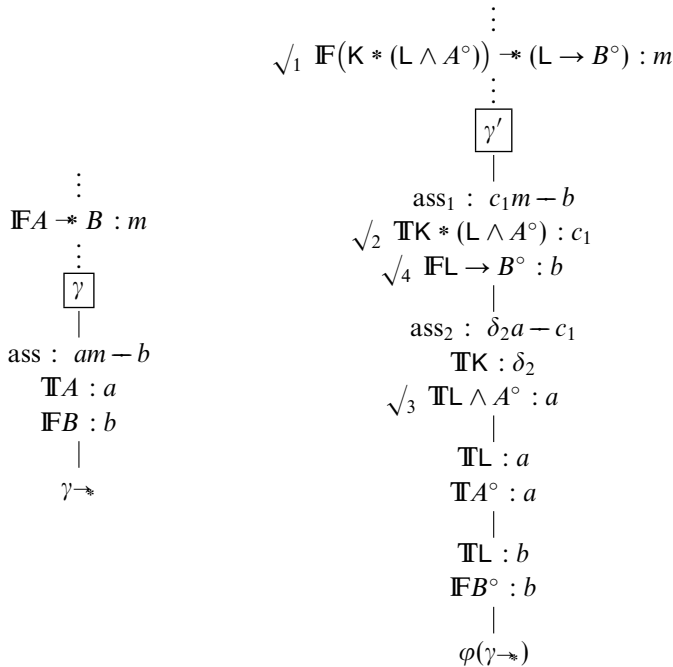 ⋮
𝔽A −∗ B : m
⋮
γ
ass : am ⤙ b
𝕋A : a
𝔽B : b
γ−∗
⋮
√1 𝔽(K ∗ (L ∧ A°)) −∗ (L → B°) : m
⋮
γ′
ass1 : c1m ⤙ b
√2 𝕋K ∗ (L ∧ A°) : c1
√4 𝔽L → B° : b
ass2 : δ2a ⤙ c1
𝕋K : δ2
√3 𝕋L ∧ A° : a
𝕋L : a
𝕋A° : a
𝕋L : b
𝔽B° : b
φ(γ−∗)